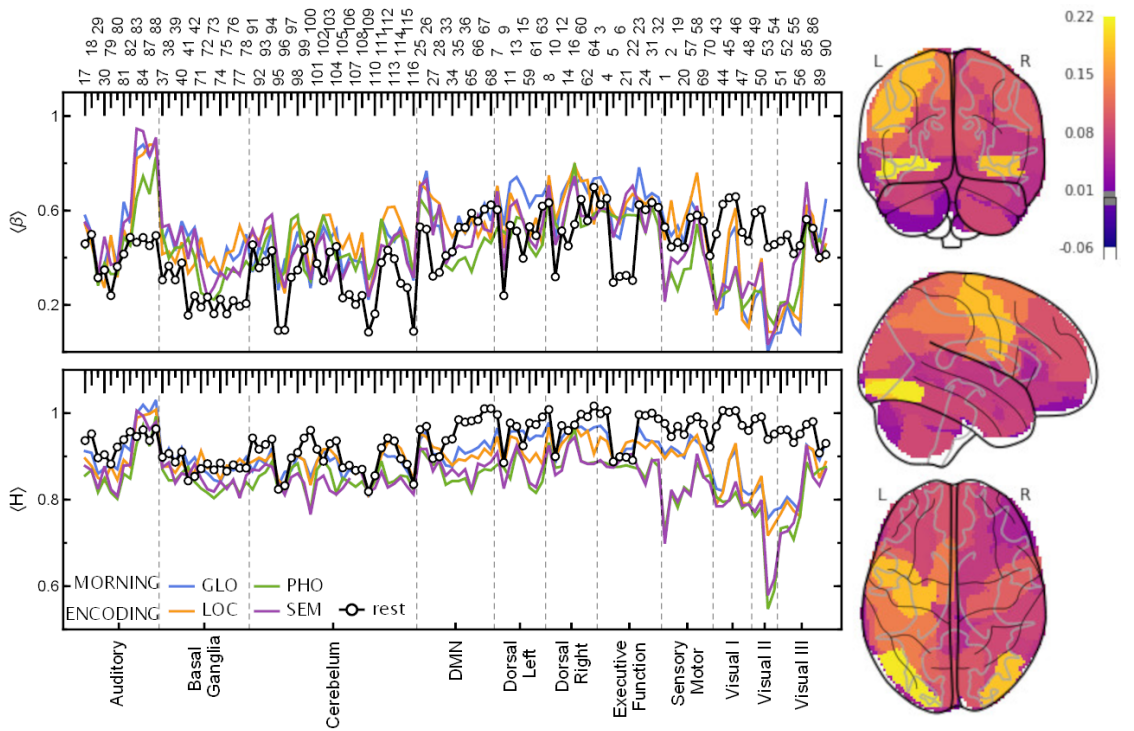 17 18 29 30 79 80 81 82 83 84 87 88 37 38 39 40 41 42 71 72 73 74 75 76 77 78 91 92 93 94 95 96 97 98 99 100 101 102 103 104 105 106 107 108 109 110 111 112 113 114 115 116 25 26 27 28 33 34 35 36 65 66 67 68 7 9 11 13 15 59 61 63 8 10 12 14 16 60 62 64 3 4 5 6 21 22 23 24 31 32 1 2 19 20 57 58 69 70 43 44 45 46 47 48 49 50 53 54 51 52 55 56 85 86 89 90
⟨β⟩
1
0.6
0.2
⟨H⟩
1
0.8
0.6
MORNING
ENCODING
GLO
PHO
LOC
SEM
rest
Auditory
Basal
Ganglia
Cerebelum
DMN
Dorsal
Left
Dorsal
Right
Executive
Function
Sensory
Motor
Visual I
Visual II
Visual III
L
R
0.22
0.15
0.08
0.01
-0.06
L
R